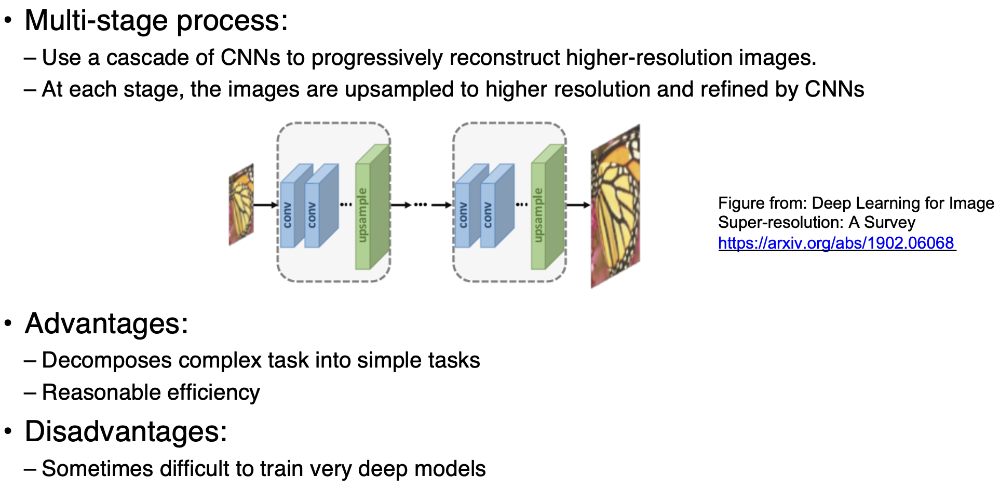 • Multi-stage process:
– Use a cascade of CNNs to progressively reconstruct higher-resolution images.
– At each stage, the images are upsampled to higher resolution and refined by CNNs
conv
conv
...
upsample
...
conv
conv
...
upsample
Figure from: Deep Learning for Image
Super-resolution: A Survey
https://arxiv.org/abs/1902.06068
• Advantages:
– Decomposes complex task into simple tasks
– Reasonable efficiency
• Disadvantages:
– Sometimes difficult to train very deep models